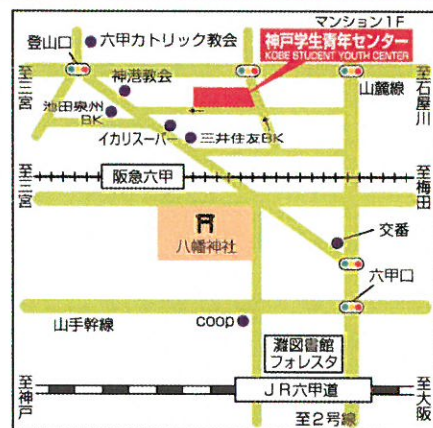 マンション1F
登山口
六甲カトリック教会
神戸学生青年センター
KOBE STUDENT YOUTH CENTER
至三宮
神港教会
山麓線
至石屋川
池田泉州
BK
イカリスーパー
三井住友BK
至三宮
阪急六甲
至梅田
八幡神社
交番
六甲口
山手幹線
coop
灘図書館
フォレスタ
至神戸
JR六甲道
至大阪
至2号線